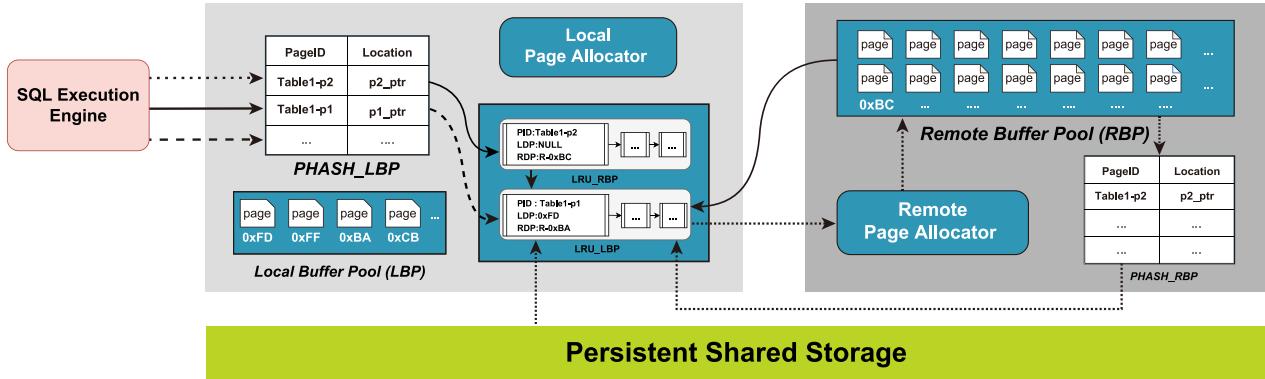 SQL Execution
Engine
PageID Location
Table1-p2 p2_ptr
Table1-p1 p1_ptr
... ....
PHASH_LBP
page page page page ...
0xFD 0xFF 0xBA 0xCB
Local Buffer Pool (LBP)
Local
Page Allocator
PID:Table1-p2
LDP:NULL
RDP:R-0xBC
... ...
LRU_RBP
PID : Table1-p1
LDP:0xFD
RDP:R-0xBA
... ...
LRU_LBP
page page page page page page page ...
page page page page page page page ...
0xBC ... .... ... .... .... ....
Remote Buffer Pool (RBP)
Remote
Page Allocator
PageID Location
Table1-p2 p2_ptr
... ...
... ...
PHASH_RBP
Persistent Shared Storage